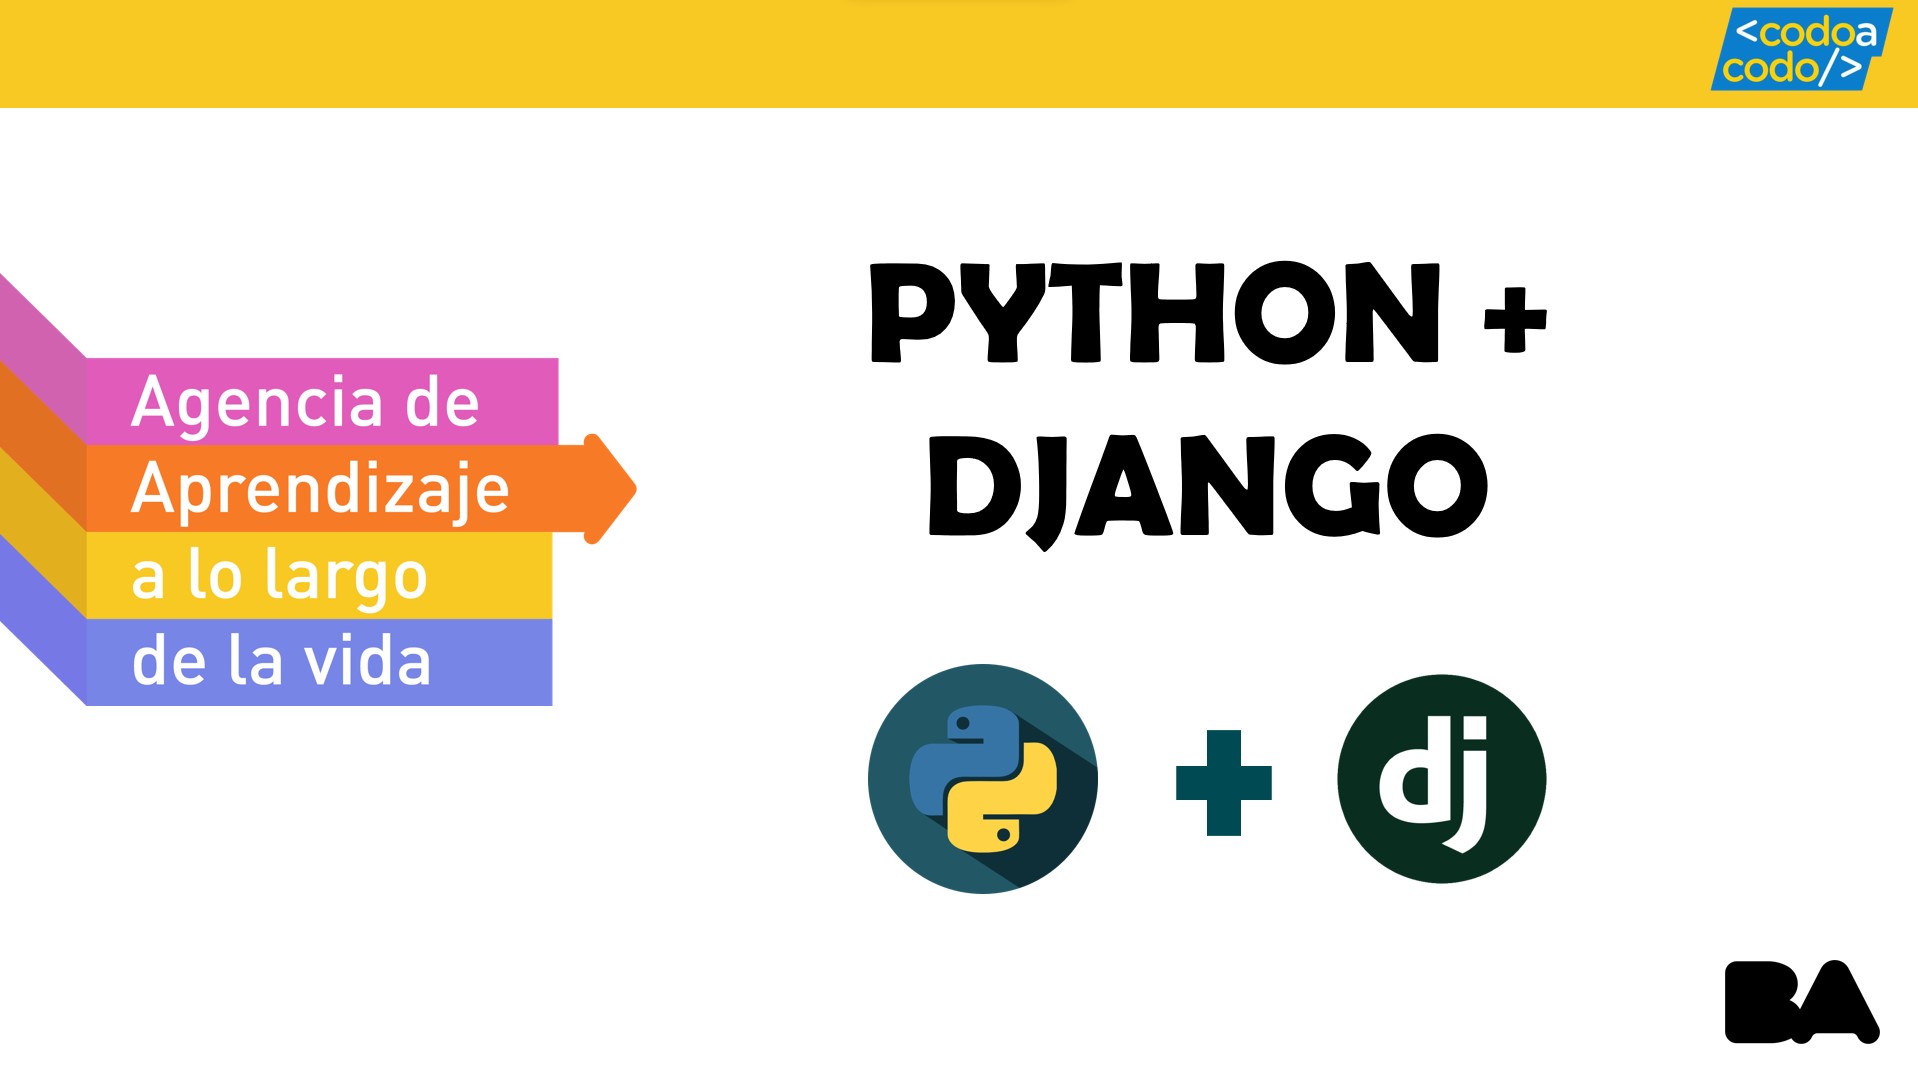 <codoa
codo/>
Agencia de
Aprendizaje
a lo largo
de la vida
PYTHON +
DJANGO
dj
BA